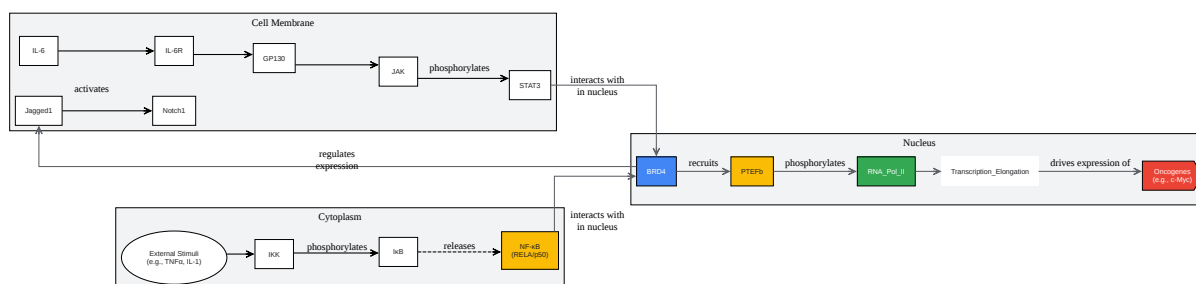 Cell Membrane
IL-6
IL-6R
GP130
JAK
phosphorylates
STAT3
interacts with
in nucleus
activates
Jagged1
Notch1
regulates
expression
Nucleus
BRD4
recruits
PTEFb
phosphorylates
RNA_Pol_II
Transcription_Elongation
drives expression of
Oncogenes
(e.g., c-Myc)
Cytoplasm
External Stimuli
(e.g., TNFα, IL-1)
IKK
phosphorylates
IκB
releases
NF-κB
(RELA/p50)
interacts with
in nucleus